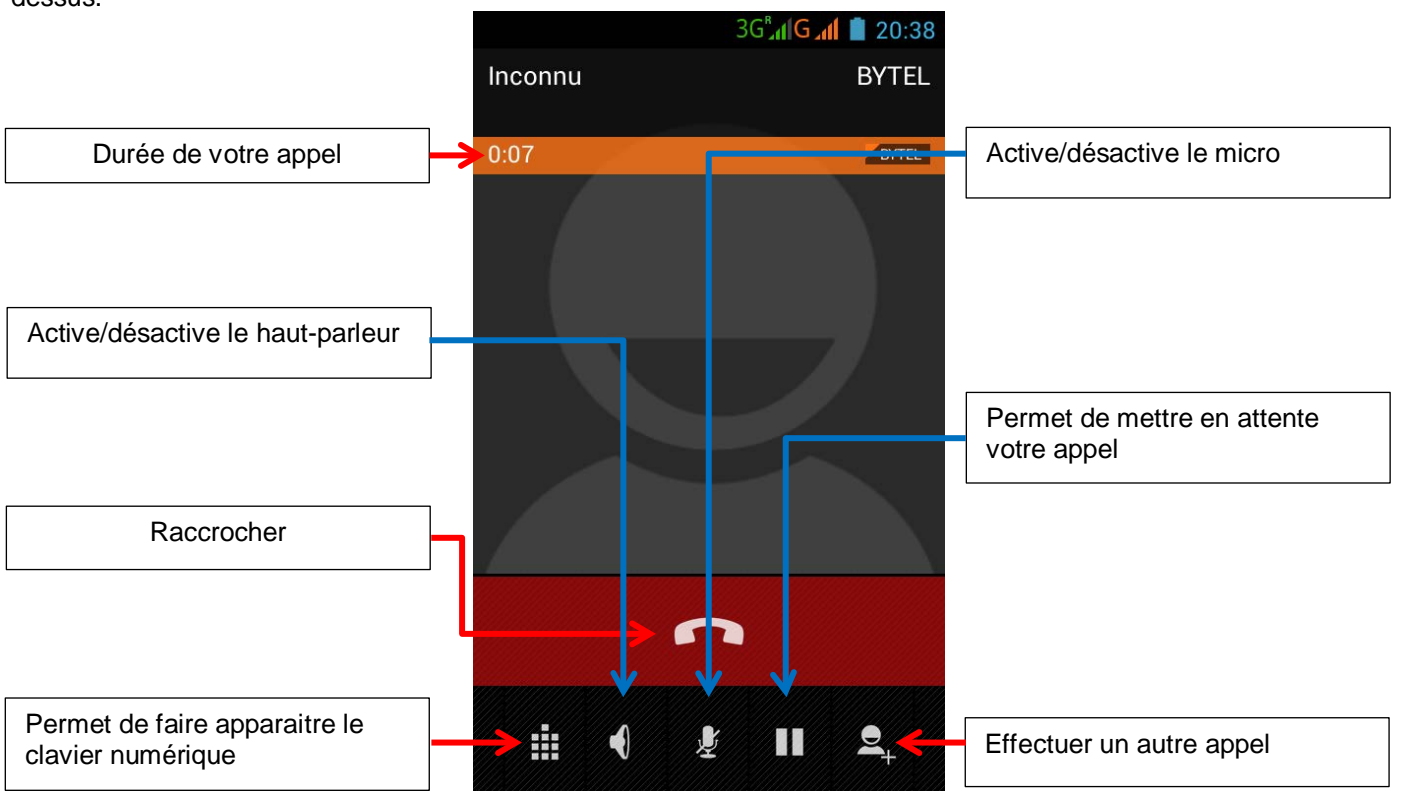 dessus.
3G R G 20:38
Inconnu BYTEL
Durée de votre appel
0:07
BYTEL
Active/désactive le micro
Active/désactive le haut-parleur
Permet de mettre en attente
votre appel
Raccrocher
Permet de faire apparaitre le
clavier numérique
Effectuer un autre appel